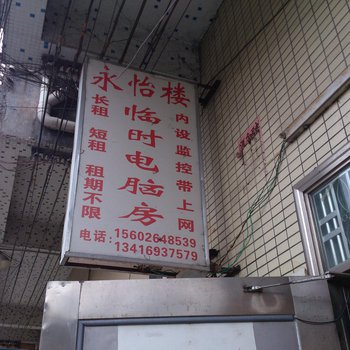 永怡楼
临时电脑房
长租 短租 租期不限
内设监控带上网
电话：15602648539
13416937579